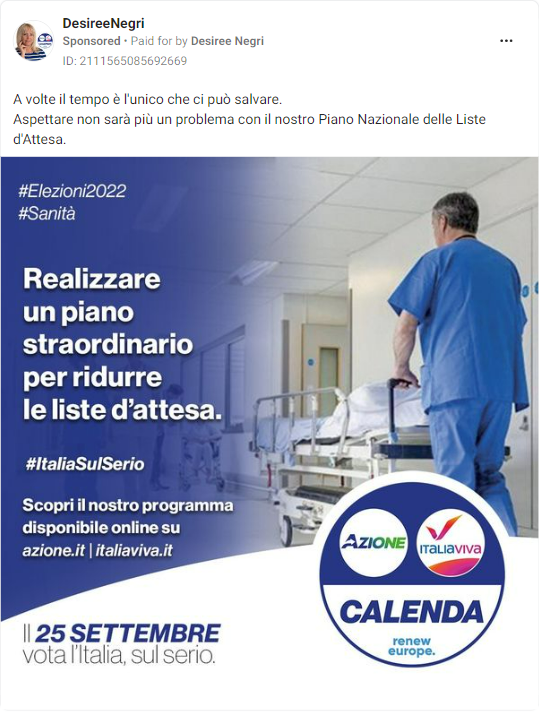 DesireeNegri
Sponsored • Paid for by Desiree Negri
ID: 2111565085692669
A volte il tempo è l'unico che ci può salvare.
Aspettare non sarà più un problema con il nostro Piano Nazionale delle Liste
d'Attesa.
#Elezioni2022
#Sanità
Realizzare
un piano
straordinario
per ridurre
le liste d'attesa.
#ItaliaSulSerio
Scopri il nostro programma
disponibile online su
azione.it | italiaviva.it
AZIONE
ITALIAVIVA
CALENDA
renew
europe.
Il 25 SETTEMBRE
vota l'Italia, sul serio.